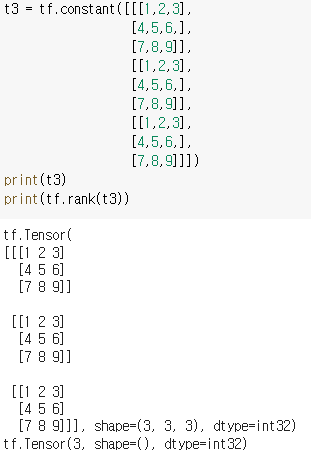 t3 = tf.constant([[[1,2,3],
[4,5,6,],
[7,8,9]],
[[1,2,3],
[4,5,6,],
[7,8,9]],
[[1,2,3],
[4,5,6,],
[7,8,9]]])
print(t3)
print(tf.rank(t3))
tf.Tensor(
[[[1 2 3]
[4 5 6]
[7 8 9]]
[[1 2 3]
[4 5 6]
[7 8 9]]
[[1 2 3]
[4 5 6]
[7 8 9]]], shape=(3, 3, 3), dtype=int32)
tf.Tensor(3, shape=(), dtype=int32)